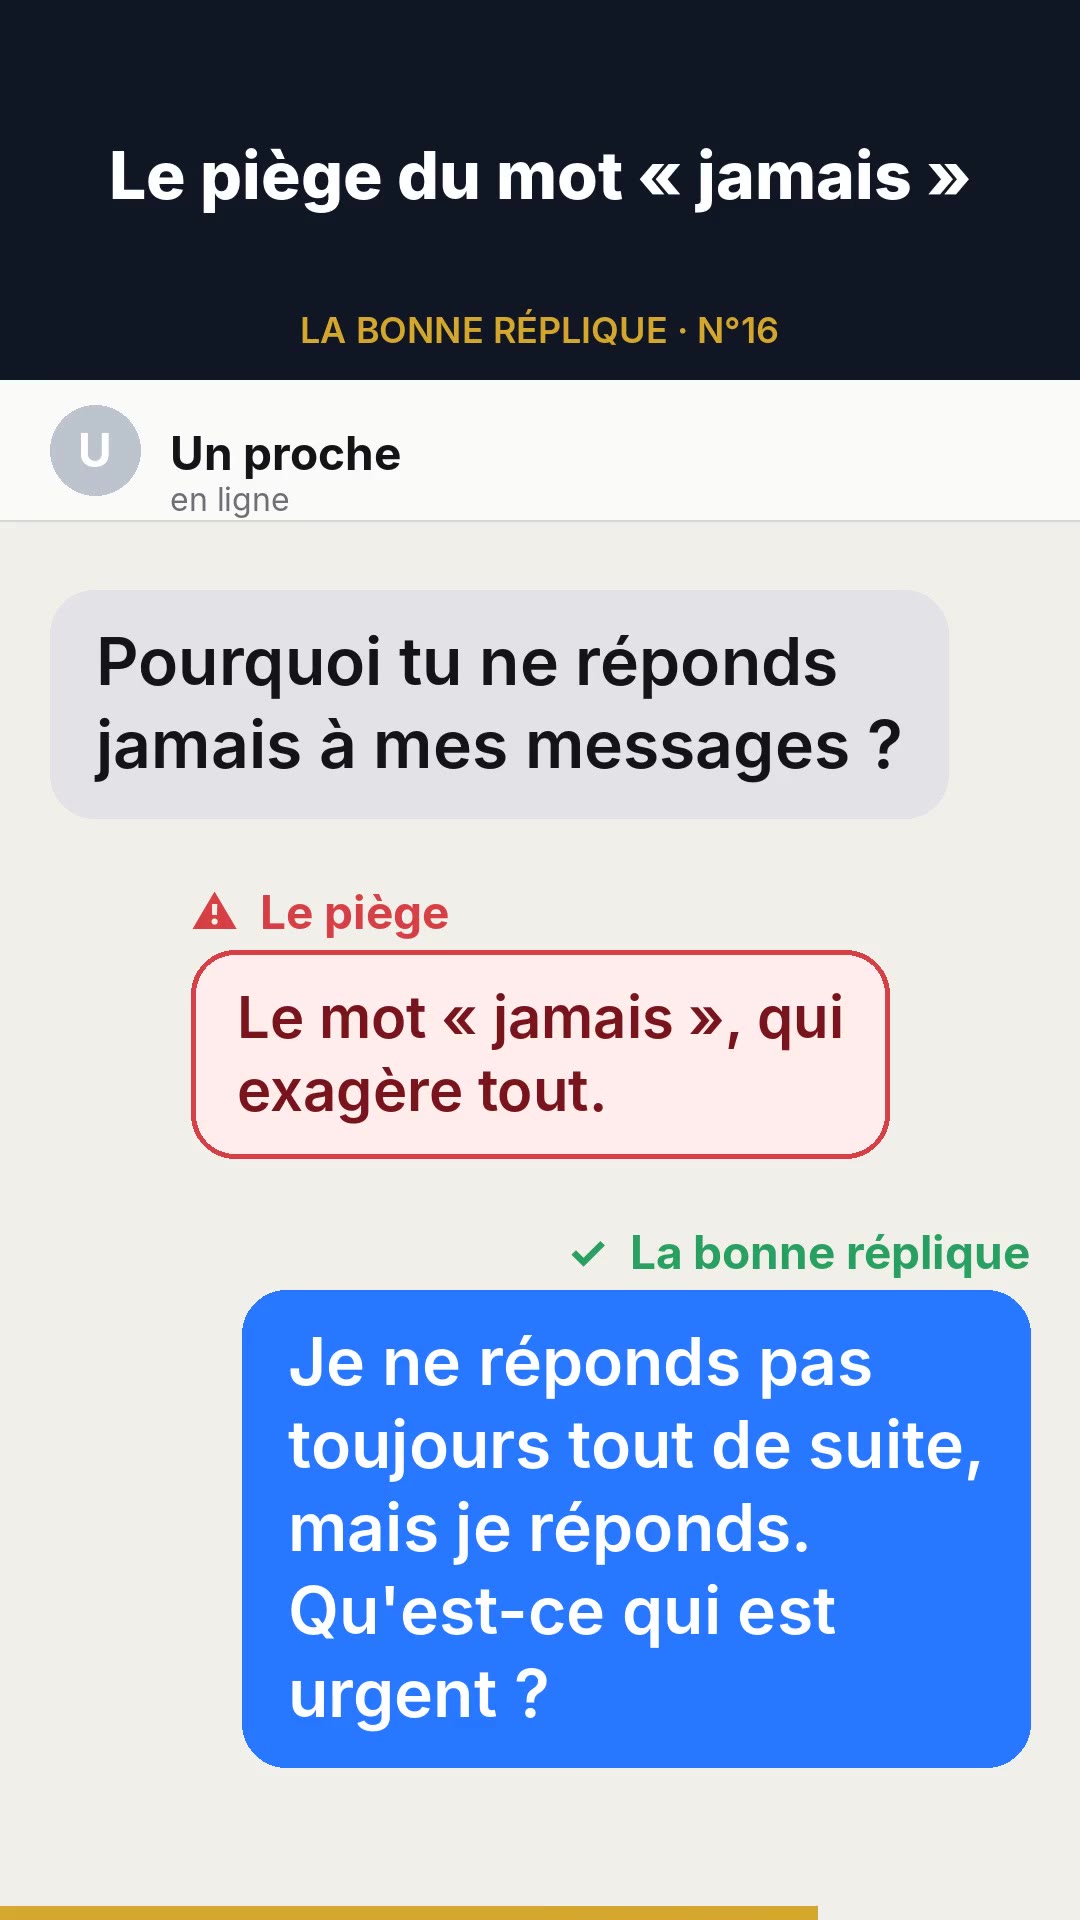 Le piège du mot « jamais »
LA BONNE RÉPLIQUE · N°16
U
Un proche
en ligne
Pourquoi tu ne réponds
jamais à mes messages ?
Le piège
Le mot « jamais », qui
exagère tout.
La bonne réplique
Je ne réponds pas
toujours tout de suite,
mais je réponds.
Qu'est-ce qui est
urgent ?